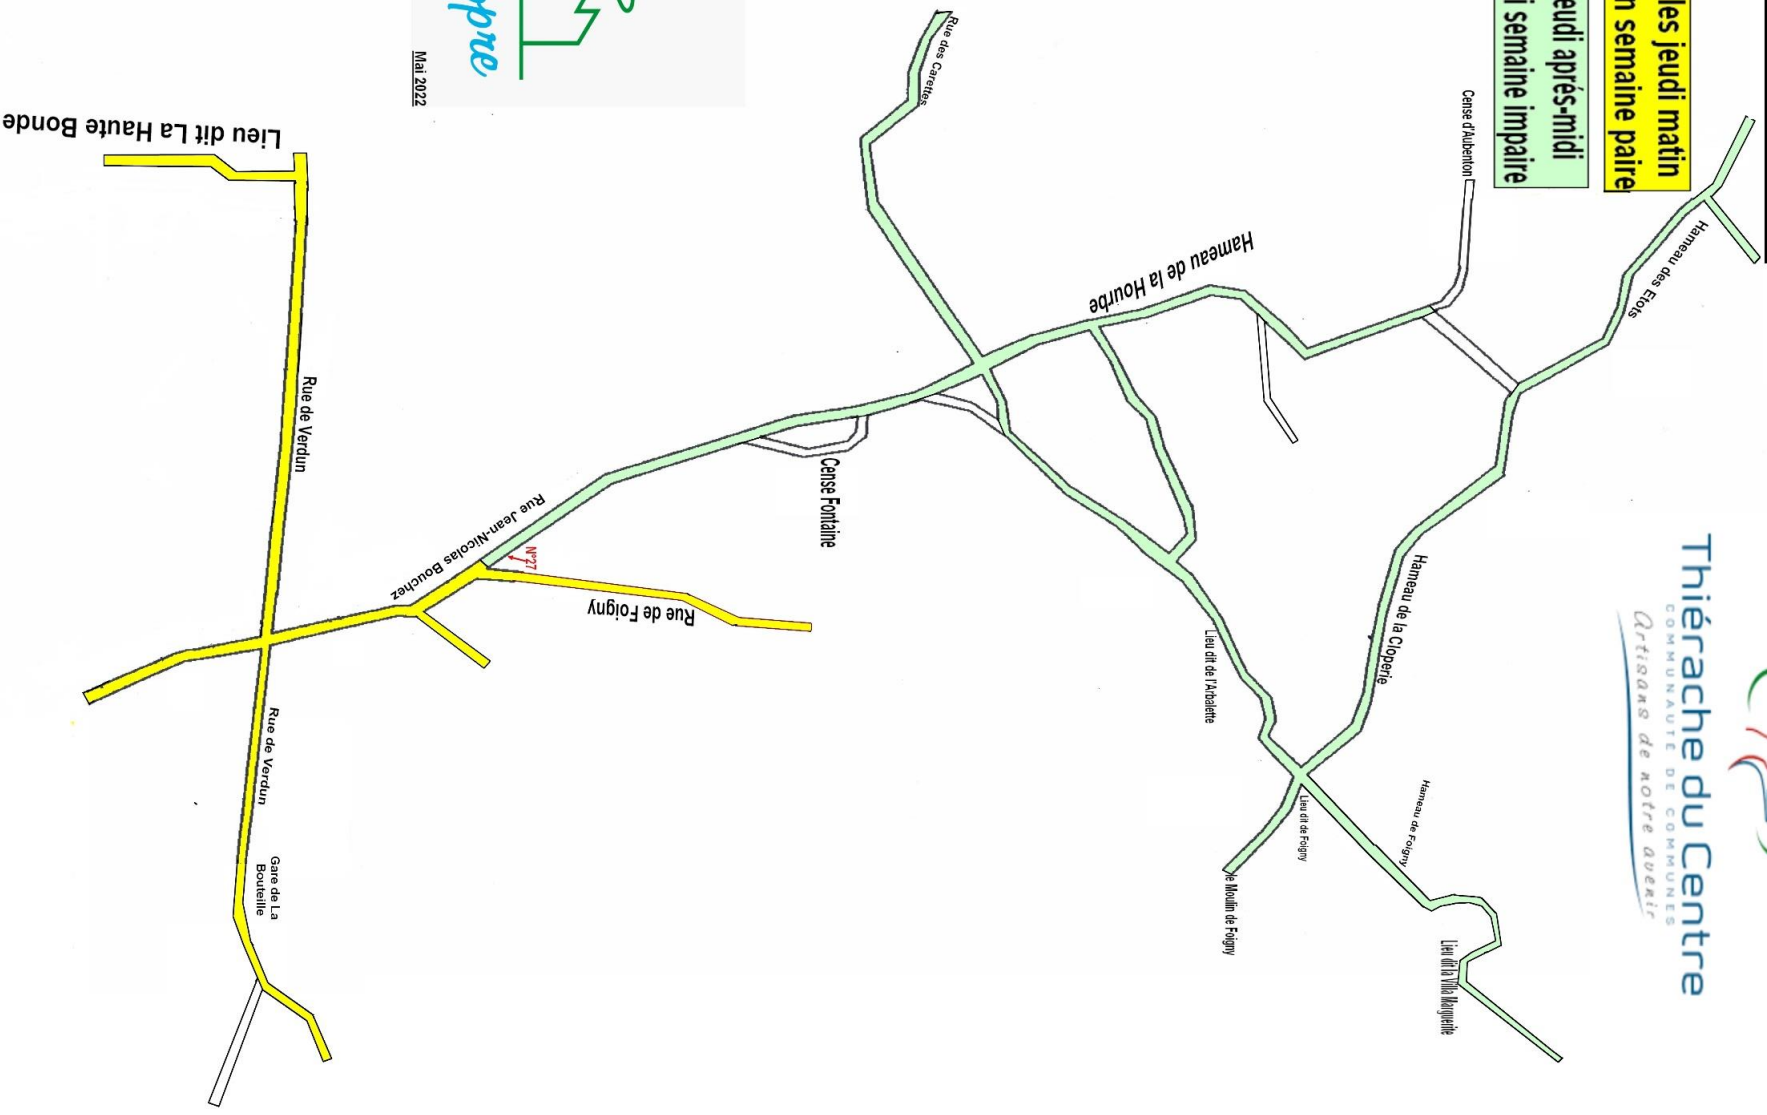 les jeudi matin
semaine paire
eudi aprés-midi
i semaine impaire
opre
Mai 2022
Rue des Carettes
Cense d'Aubenton
Hameau des Etots
Hameau de la Hourbe
Lieu dit La Haute Bonde
Rue de Verdun
Cense Fontaine
Rue Jean-Nicolas Bouchez
N°27
Rue de Foigny
Hameau de la Cloperie
Lieu dit de l'Arbalette
Rue de Verdun
Gare de La
Bouteille
Lieu dit de Foigny
Hameau de Foigny
le Moulin de Foigny
Lieu dit la Villa Marguerite
Thiérache du Centre
COMMUNAUTE DE COMMUNES
Artisans de notre avenir